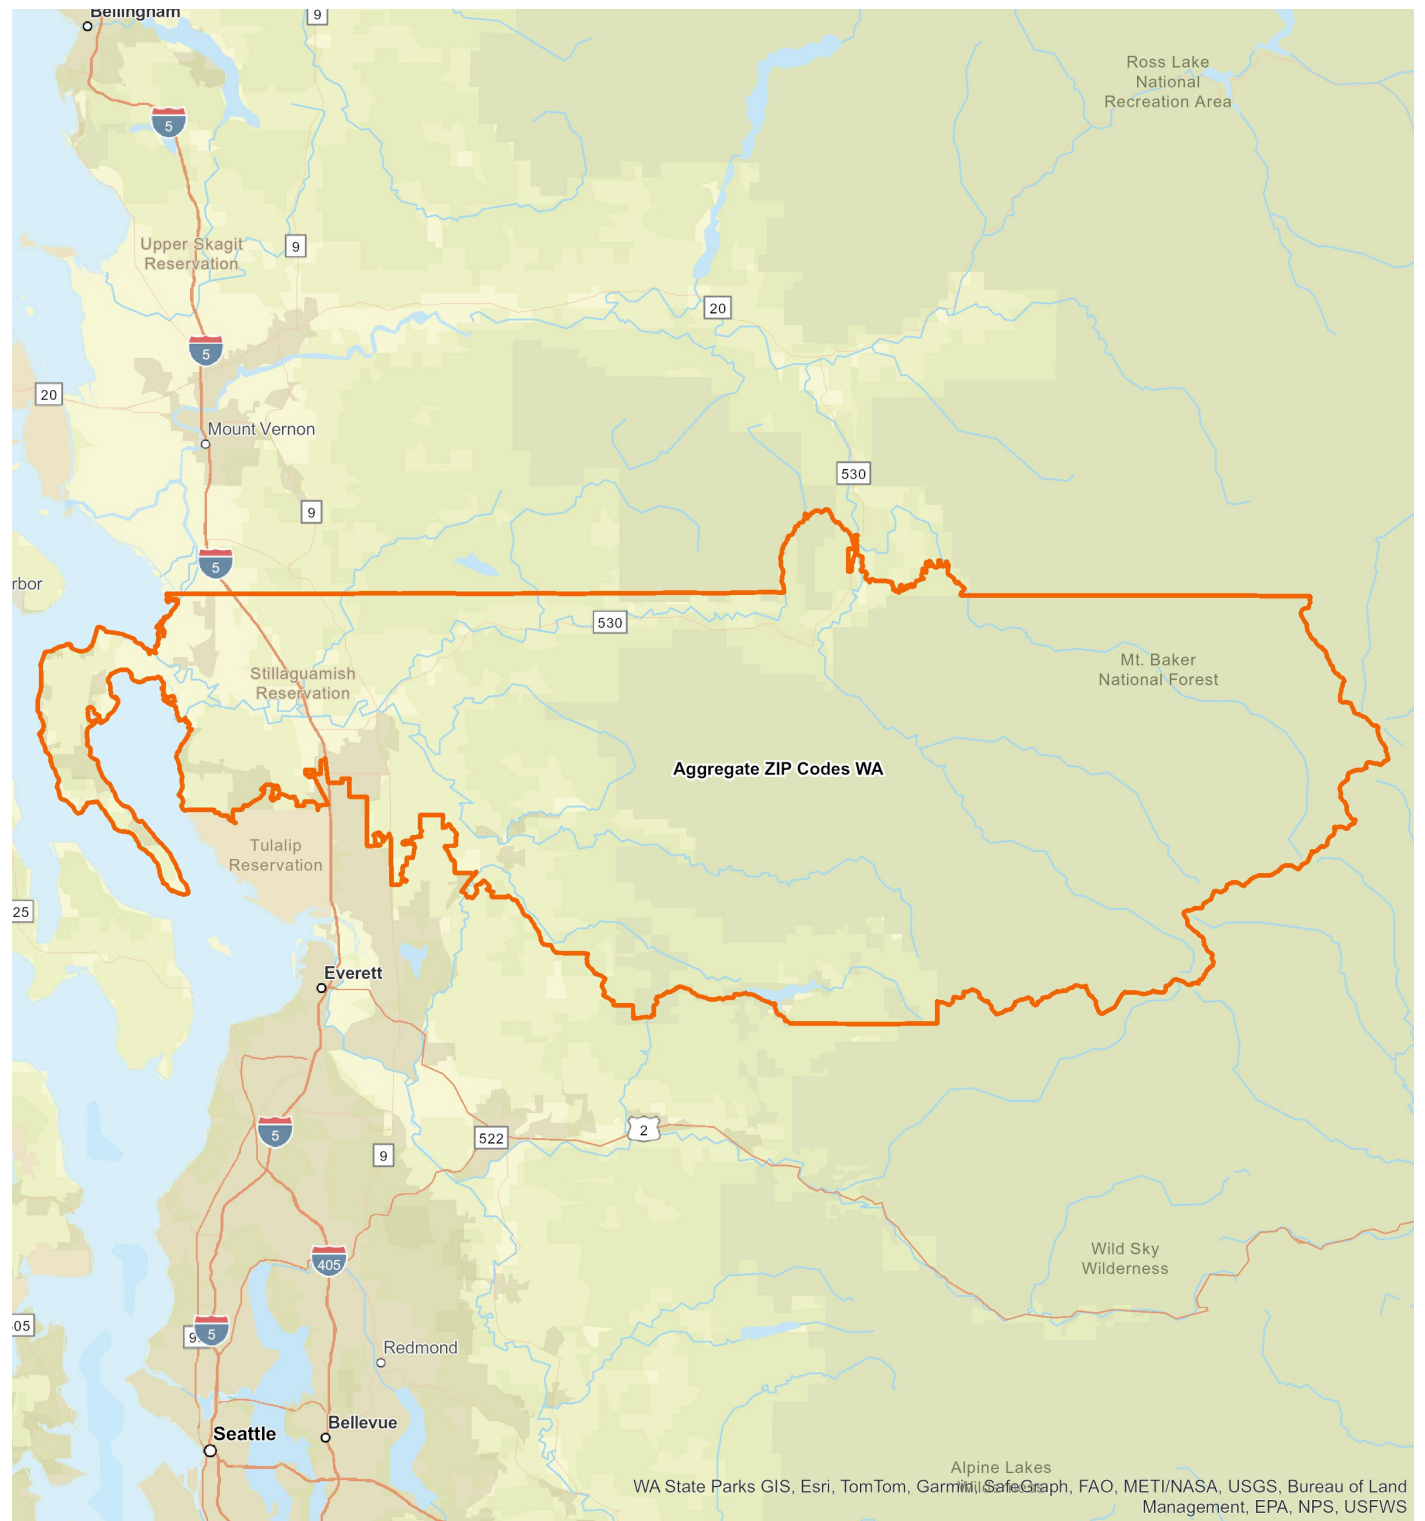 Bellingham
9
Ross Lake
National
Recreation Area
5
Upper Skagit
Reservation
9
20
5
20
Mount Vernon
530
9
5
rbor
530
Stillaguamish
Reservation
Mt. Baker
National Forest
Aggregate ZIP Codes WA
Tulalip
Reservation
25
Everett
5
522
2
9
Wild Sky
Wilderness
405
05
5
Redmond
Bellevue
Seattle
Alpine Lakes
WA State Parks GIS, Esri, TomTom, Garmin, SafeGraph, FAO, METI/NASA, USGS, Bureau of Land
Management, EPA, NPS, USFWS